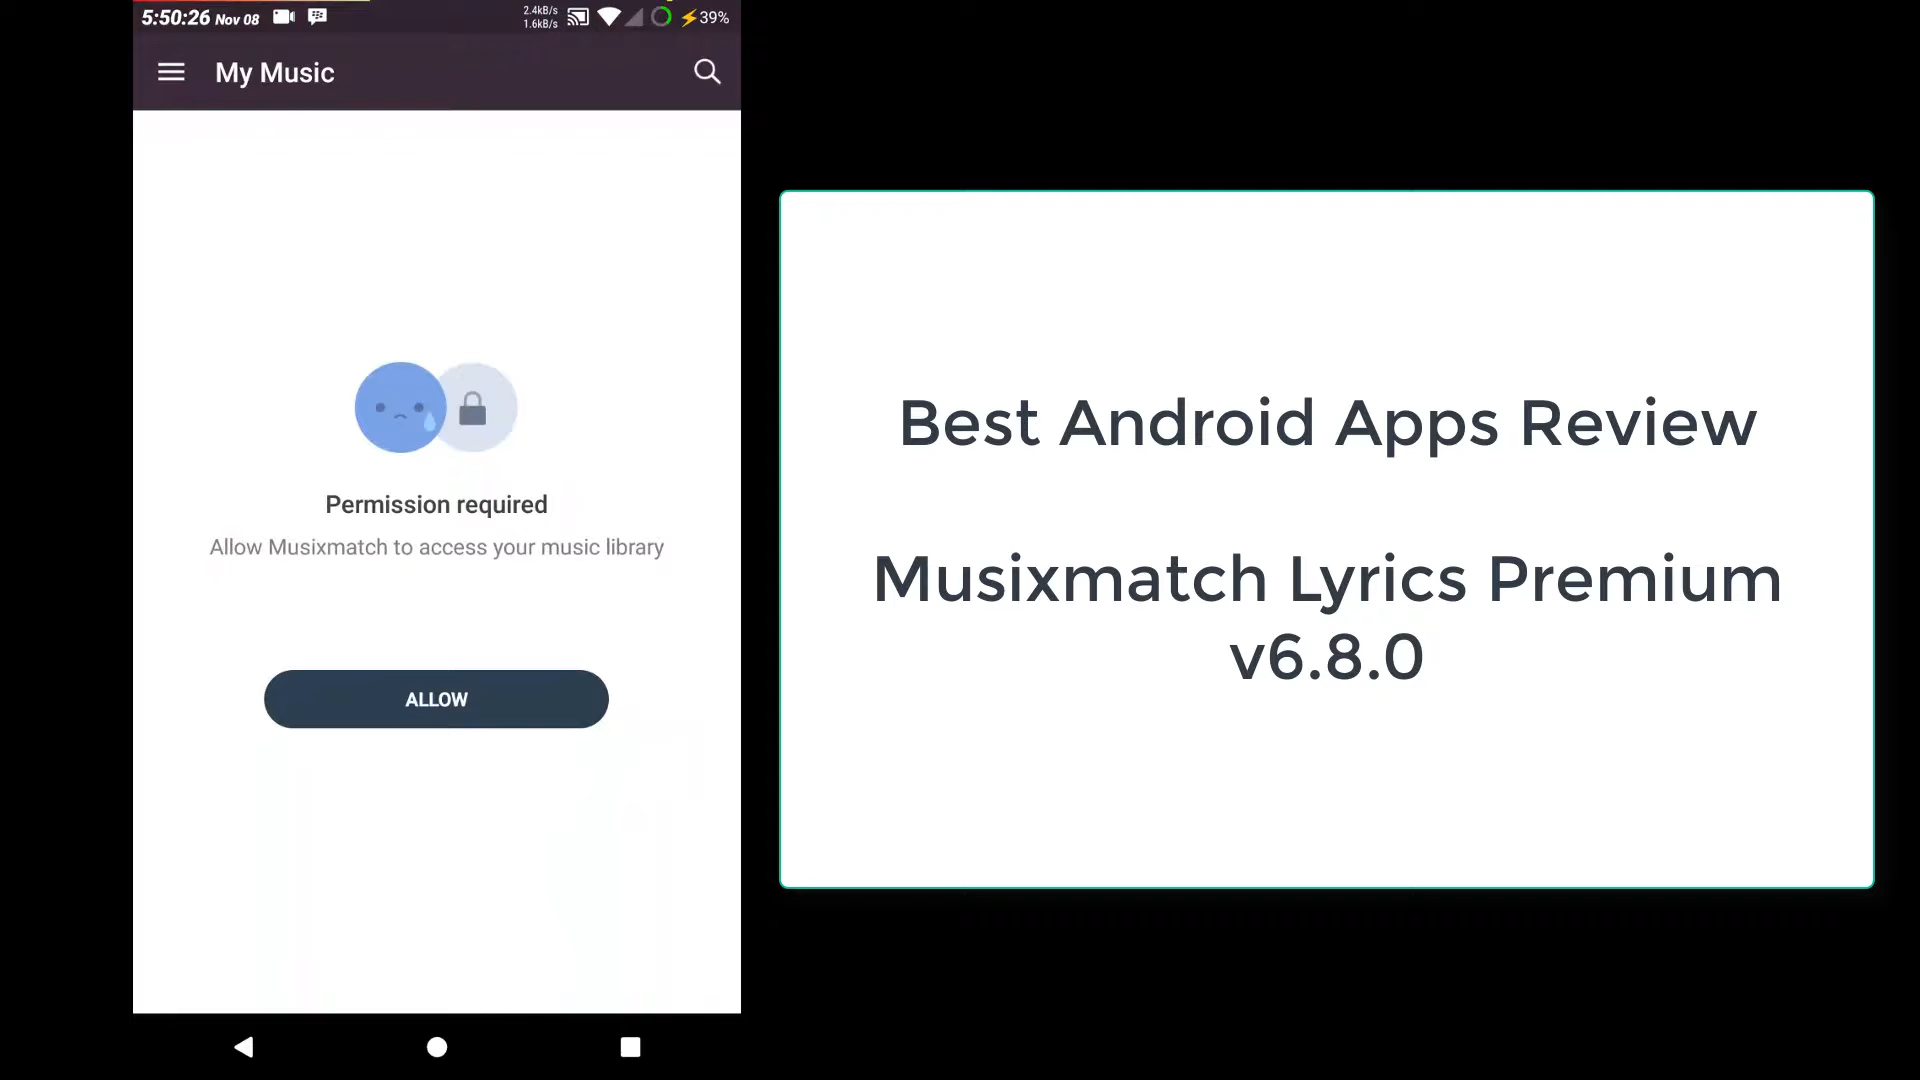 5:50:26 Nov 08
2.4kB/s
1.6kB/s
39%
My Music
Permission required
Allow Musixmatch to access your music library
ALLOW
Best Android Apps Review
Musixmatch Lyrics Premium
v6.8.0